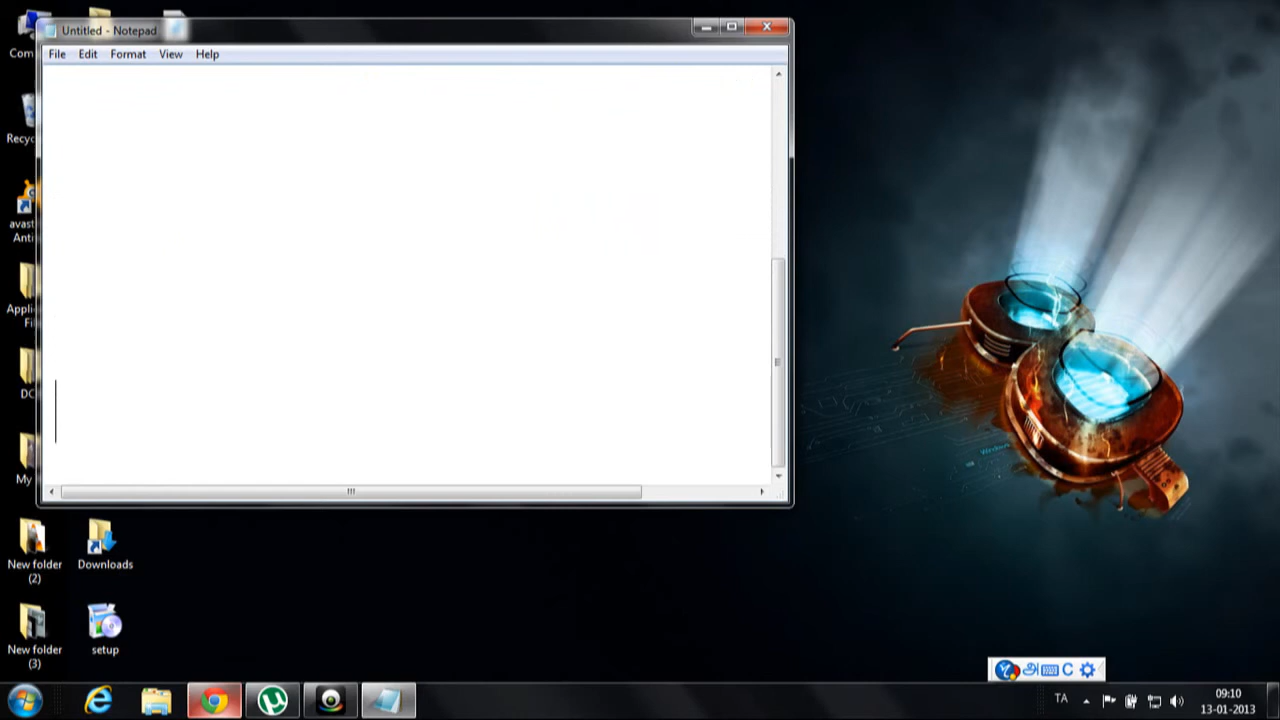 Untitled - Notepad
File Edit Format View Help
Com
Recyc
avast
Anti
Appli
Fil
DC
My
New folder
(2)
Downloads
New folder
(3)
setup
Windows
அ C
TA
09:10
13-01-2013